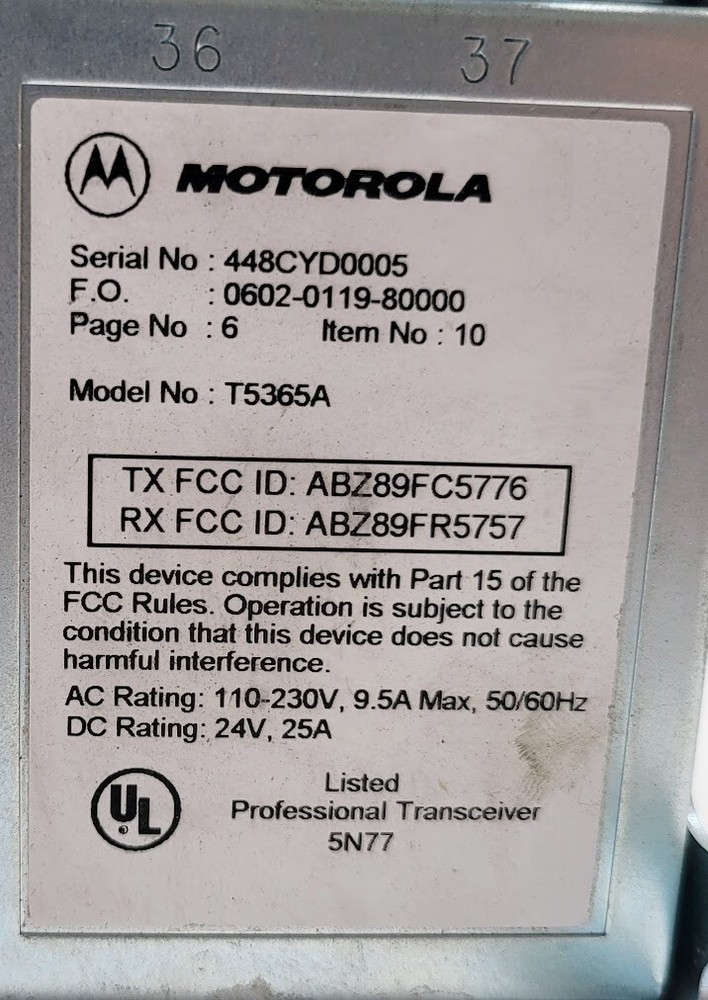 36 37
MOTOROLA
Serial No : 448CYD0005
F.O. : 0602-0119-80000
Page No : 6 Item No : 10
Model No : T5365A
TX FCC ID: ABZ89FC5776
RX FCC ID: ABZ89FR5757
This device complies with Part 15 of the
FCC Rules. Operation is subject to the
condition that this device does not cause
harmful interference.
AC Rating: 110-230V, 9.5A Max, 50/60Hz
DC Rating: 24V, 25A
UL
Listed
Professional Transceiver
5N77